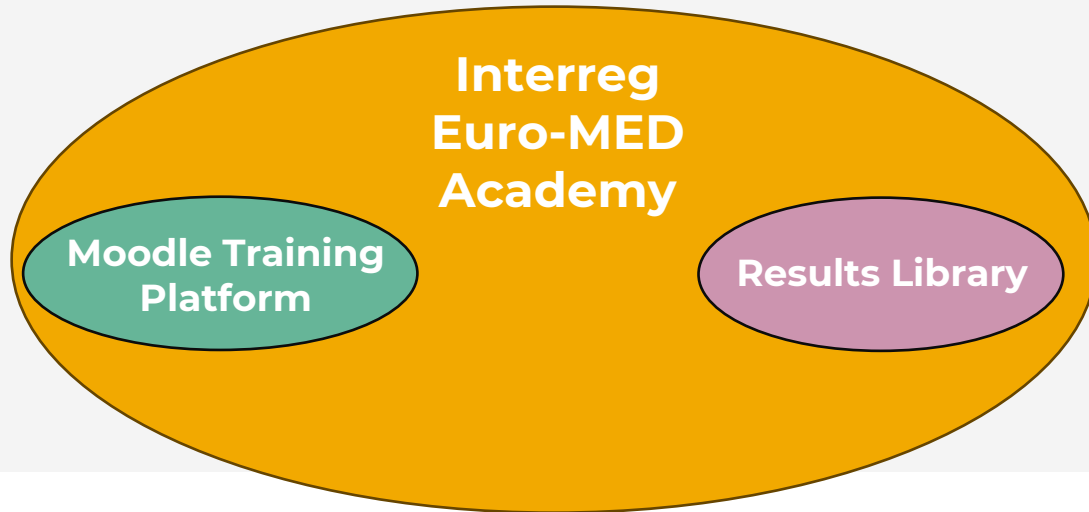 Interreg
Euro-MED
Academy
Moodle Training
Platform
Results Library